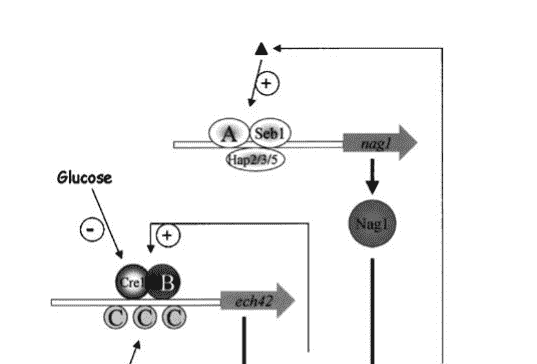 +
A Seb1
Hap2/3/5
nag1
Glucose
Nag1
-
+
Cre1 B
ech42
C C C